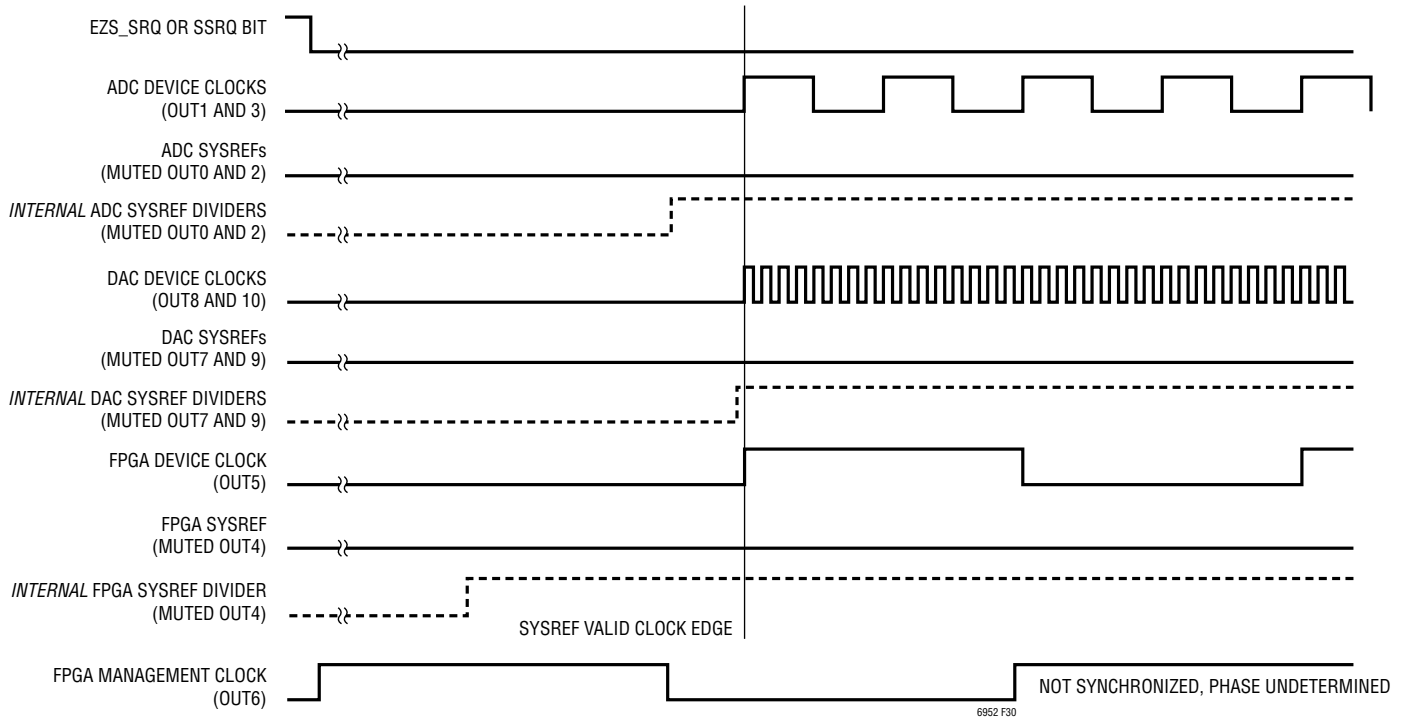 EZS_SRQ OR SSRQ BIT
ADC DEVICE CLOCKS
(OUT1 AND 3)
ADC SYSREFs
(MUTED OUT0 AND 2)
INTERNAL ADC SYSREF DIVIDERS
(MUTED OUT0 AND 2)
DAC DEVICE CLOCKS
(OUT8 AND 10)
DAC SYSREFs
(MUTED OUT7 AND 9)
INTERNAL DAC SYSREF DIVIDERS
(MUTED OUT7 AND 9)
FPGA DEVICE CLOCK
(OUT5)
FPGA SYSREF
(MUTED OUT4)
INTERNAL FPGA SYSREF DIVIDER
(MUTED OUT4)
SYSREF VALID CLOCK EDGE
FPGA MANAGEMENT CLOCK
(OUT6)
NOT SYNCHRONIZED, PHASE UNDETERMINED
6952 F30